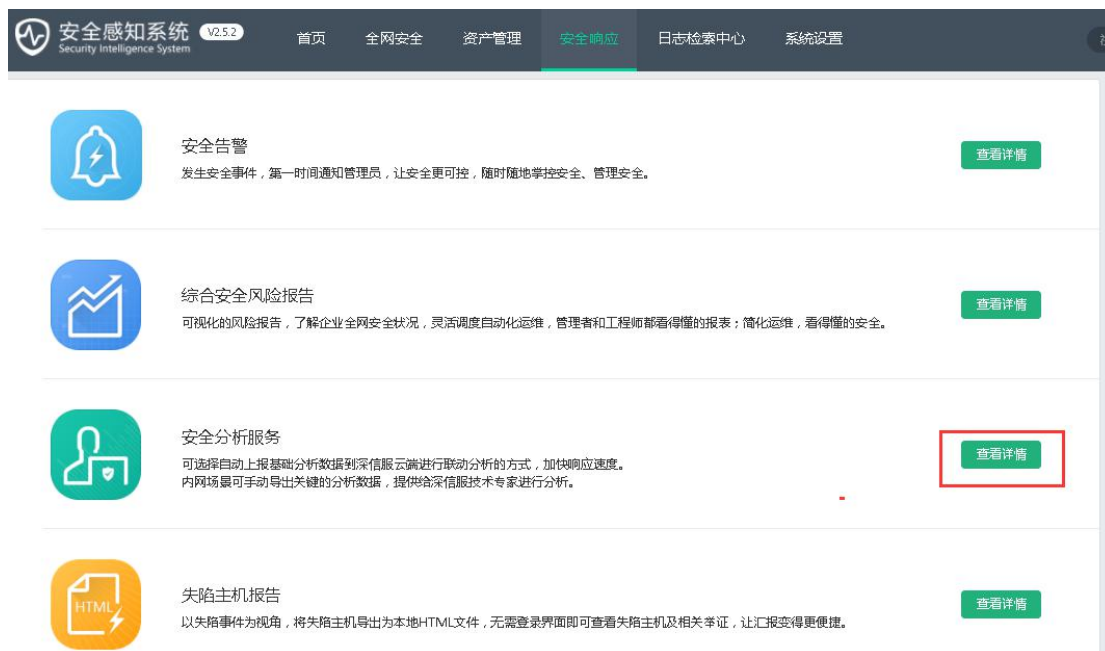 安全感知系统 V2.5.2
Security Intelligence System
首页 全网安全 资产管理 安全响应 日志检索中心 系统设置
安全告警
发生安全事件，第一时间通知管理员，让安全更可控，随时随地掌控安全、管理安全。
查看详情
综合安全风险报告
可视化的风险报告，了解企业全网安全状况，灵活调度自动化运维，管理者和工程师都看得懂的报表；简化运维，看得懂的安全。
查看详情
安全分析服务
可选择自动上报基础分析数据到深信服云端进行联动分析的方式，加快响应速度。
内网场景可手动导出关键的分析数据，提供给深信服技术专家进行分析。
查看详情
HTML
失陷主机报告
以失陷事件为视角，将失陷主机导出为本地HTML文件，无需登录界面即可查看失陷主机及相关举证，让汇报变得更便捷。
查看详情